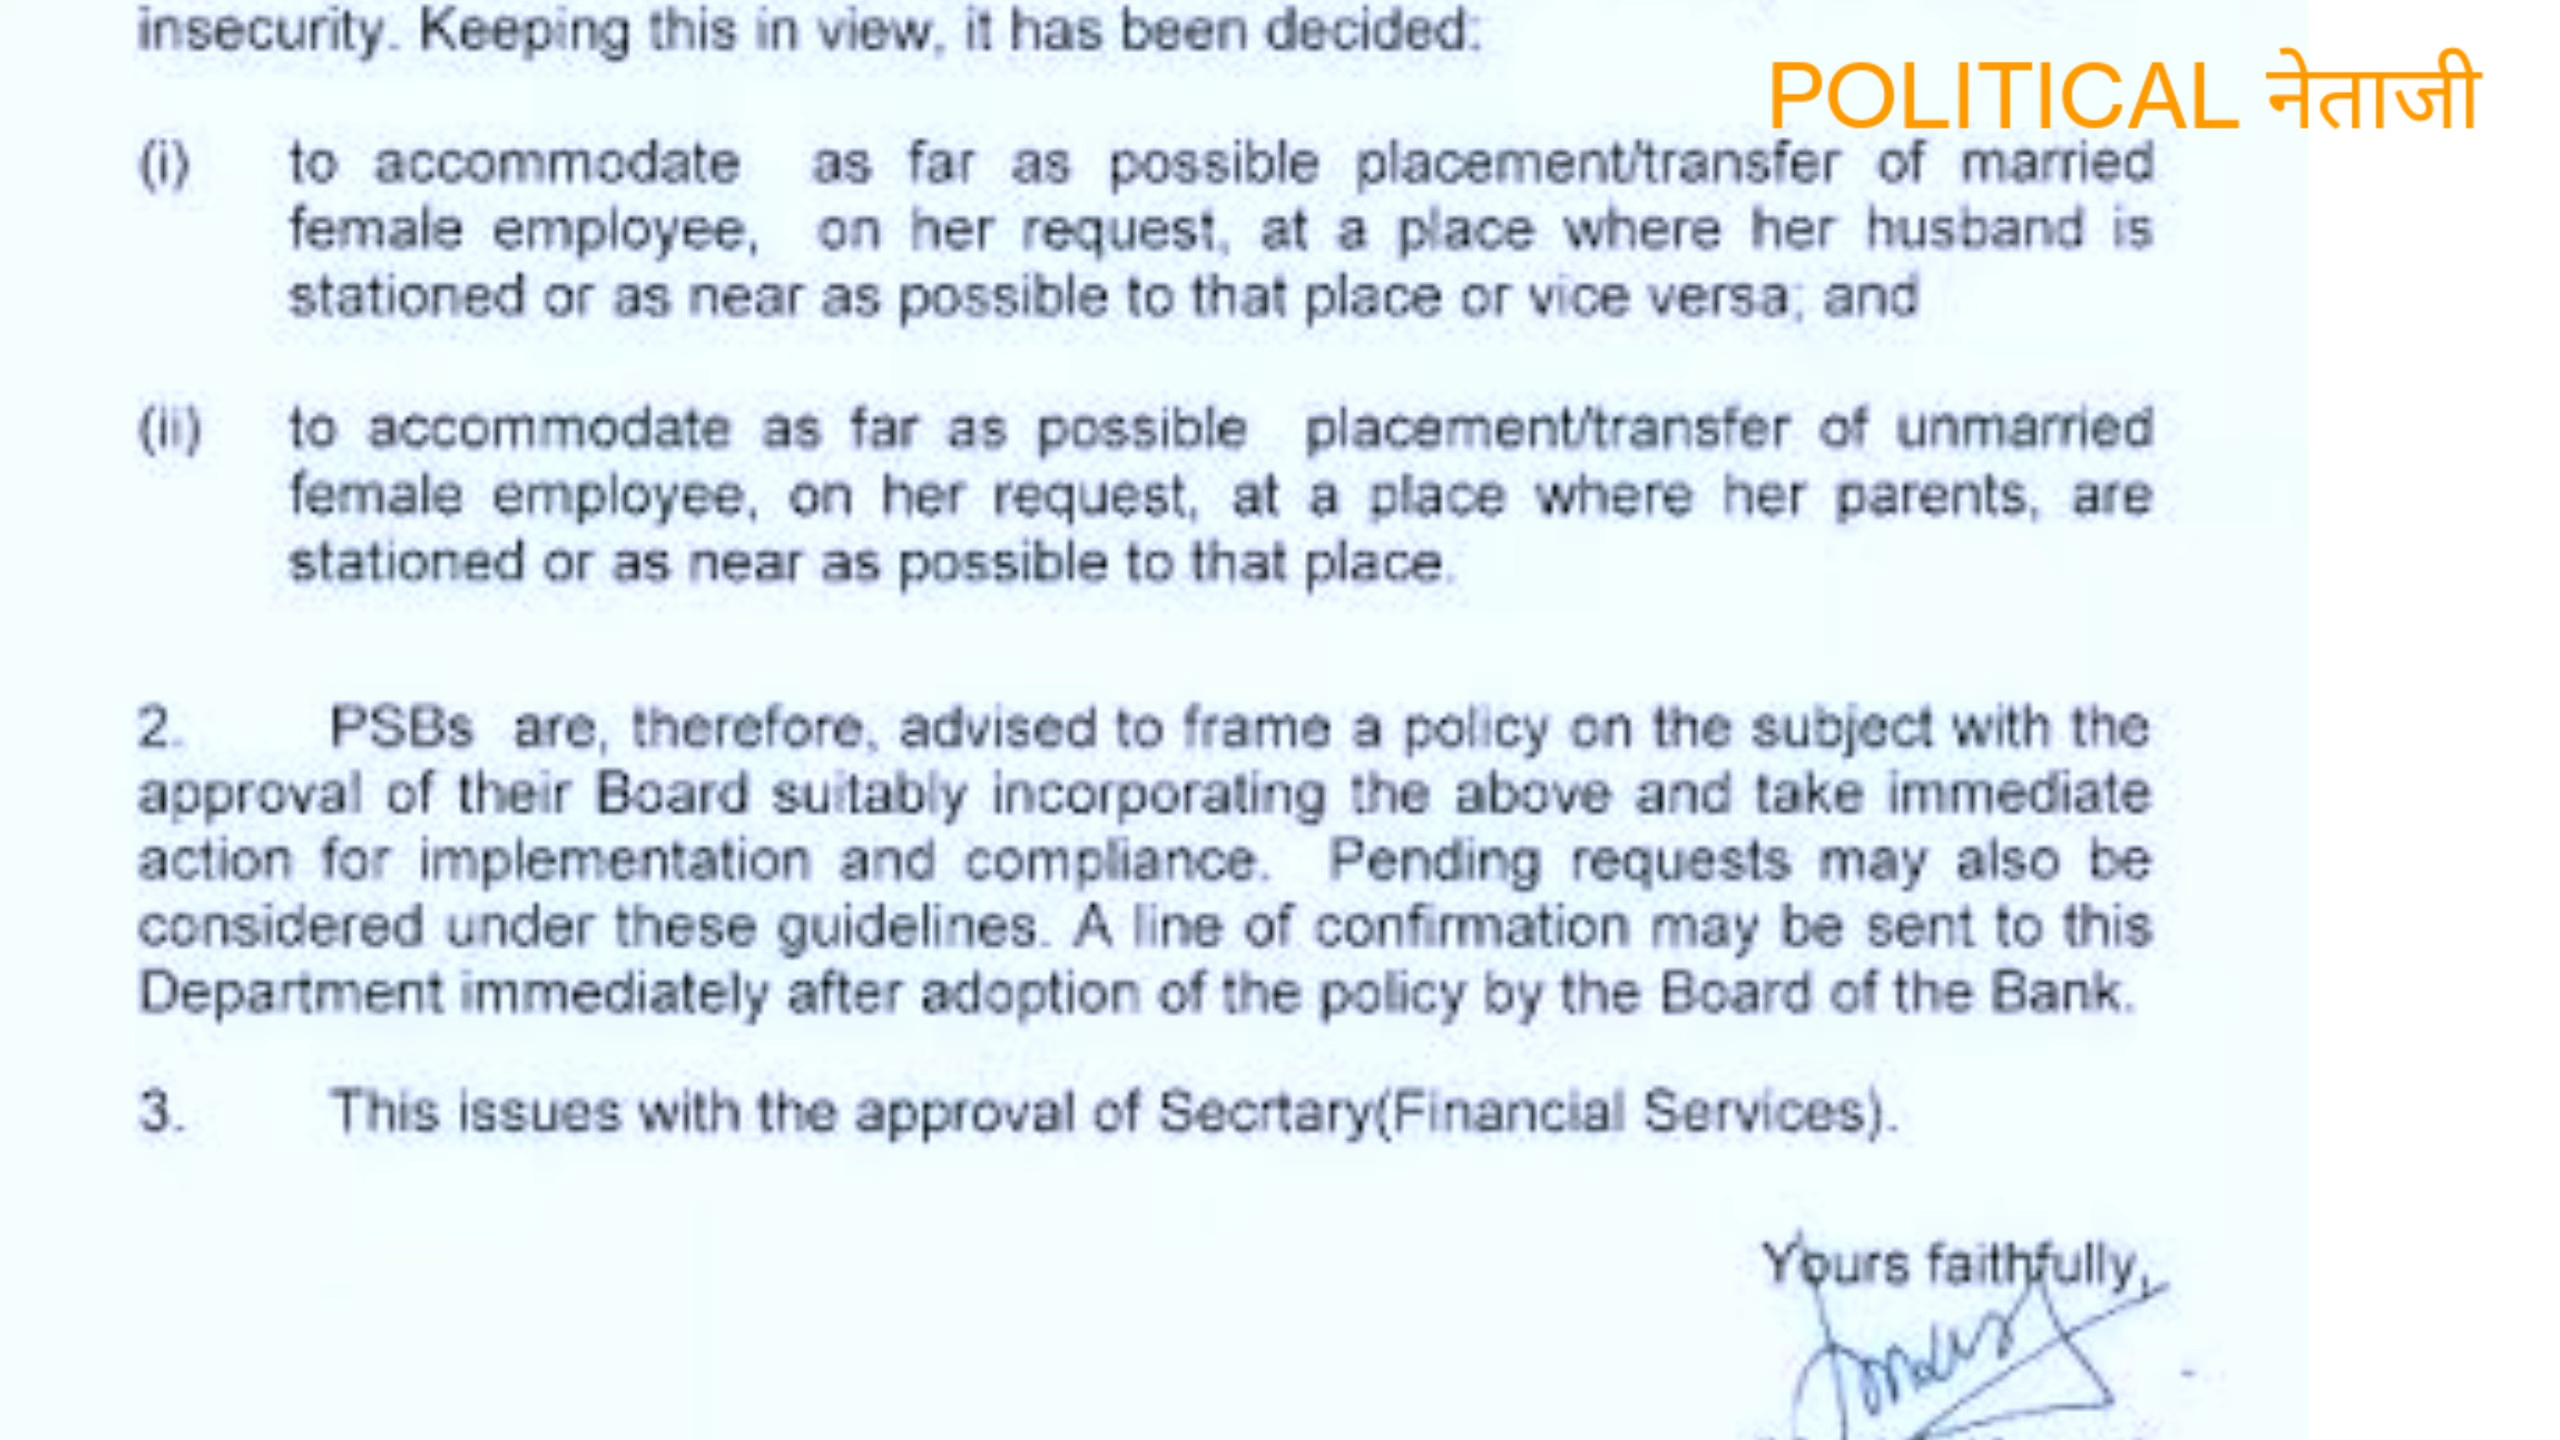 insecurity. Keeping this in view, it has been decided:
POLITICAL नेताजी
(i) to accommodate as far as possible placement/transfer of married
female employee, on her request, at a place where her husband is
stationed or as near as possible to that place or vice versa; and
(ii) to accommodate as far as possible placement/transfer of unmarried
female employee, on her request, at a place where her parents, are
stationed or as near as possible to that place.
2. PSBs are, therefore, advised to frame a policy on the subject with the
approval of their Board suitably incorporating the above and take immediate
action for implementation and compliance. Pending requests may also be
considered under these guidelines. A line of confirmation may be sent to this
Department immediately after adoption of the policy by the Board of the Bank.
3. This issues with the approval of Secrtary(Financial Services).
Yours faithfully,